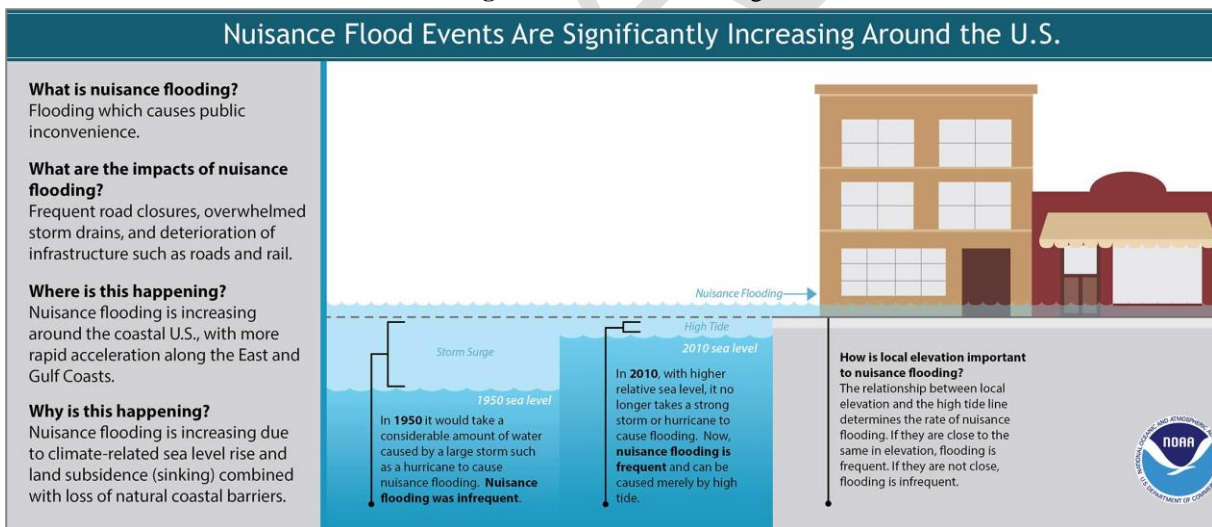 Nuisance Flood Events Are Significantly Increasing Around the U.S.
What is nuisance flooding?
Flooding which causes public
inconvenience.
What are the impacts of nuisance
flooding?
Frequent road closures, overwhelmed
storm drains, and deterioration of
infrastructure such as roads and rail.
Where is this happening?
Nuisance flooding is increasing
around the coastal U.S., with more
rapid acceleration along the East and
Gulf Coasts.
Why is this happening?
Nuisance flooding is increasing due
to climate-related sea level rise and
land subsidence (sinking) combined
with loss of natural coastal barriers.
Nuisance Flooding
Storm Surge
1950 sea level
In 1950 it would take a
considerable amount of water
caused by a large storm such
as a hurricane to cause
nuisance flooding. Nuisance
flooding was infrequent.
High Tide
2010 sea level
In 2010, with higher
relative sea level, it no
longer takes a strong
storm or hurricane to
cause flooding. Now,
nuisance flooding is
frequent and can be
caused merely by high
tide.
How is local elevation important
to nuisance flooding?
The relationship between local
elevation and the high tide line
determines the rate of nuisance
flooding. If they are close to the
same in elevation, flooding is
frequent. If they are not close,
flooding is infrequent.
NOAA